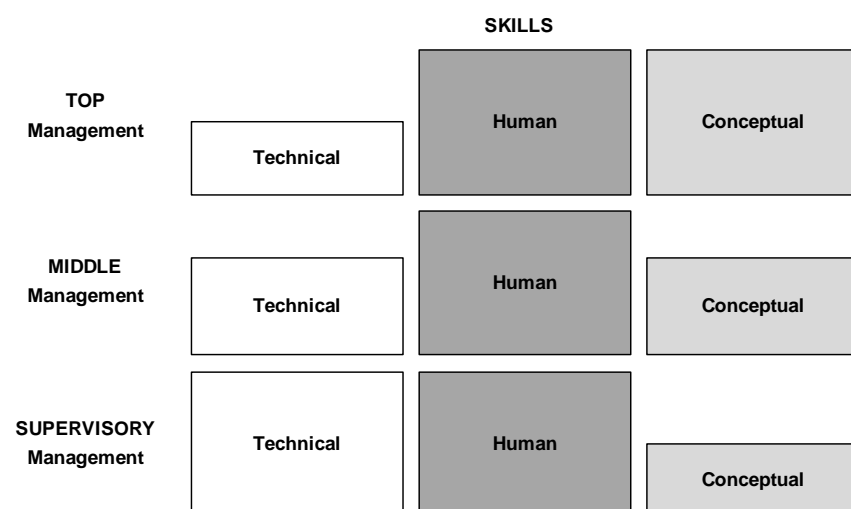 SKILLS
TOP
Management
Technical
Human
Conceptual
MIDDLE
Management
Technical
Human
Conceptual
SUPERVISORY
Management
Technical
Human
Conceptual